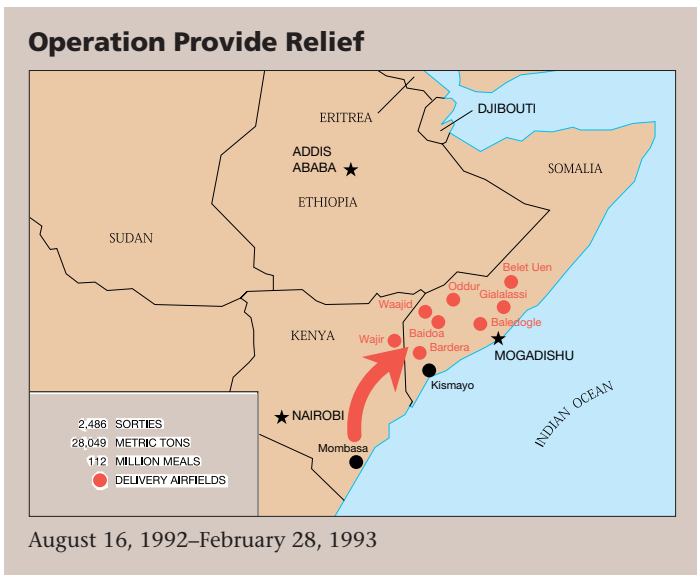 Operation Provide Relief
ERITREA
DJIBOUTI
ADDIS
ABABA
SOMALIA
ETHIOPIA
SUDAN
Belet Uen
Oddur
Gialalassi
Waajid
KENYA
Wajir
Baidoa
Baledogle
Bardera
MOGADISHU
Kismayo
INDIAN OCEAN
NAIROBI
Mombasa
2,486 SORTIES
28,049 METRIC TONS
112 MILLION MEALS
DELIVERY AIRFIELDS
August 16, 1992–February 28, 1993